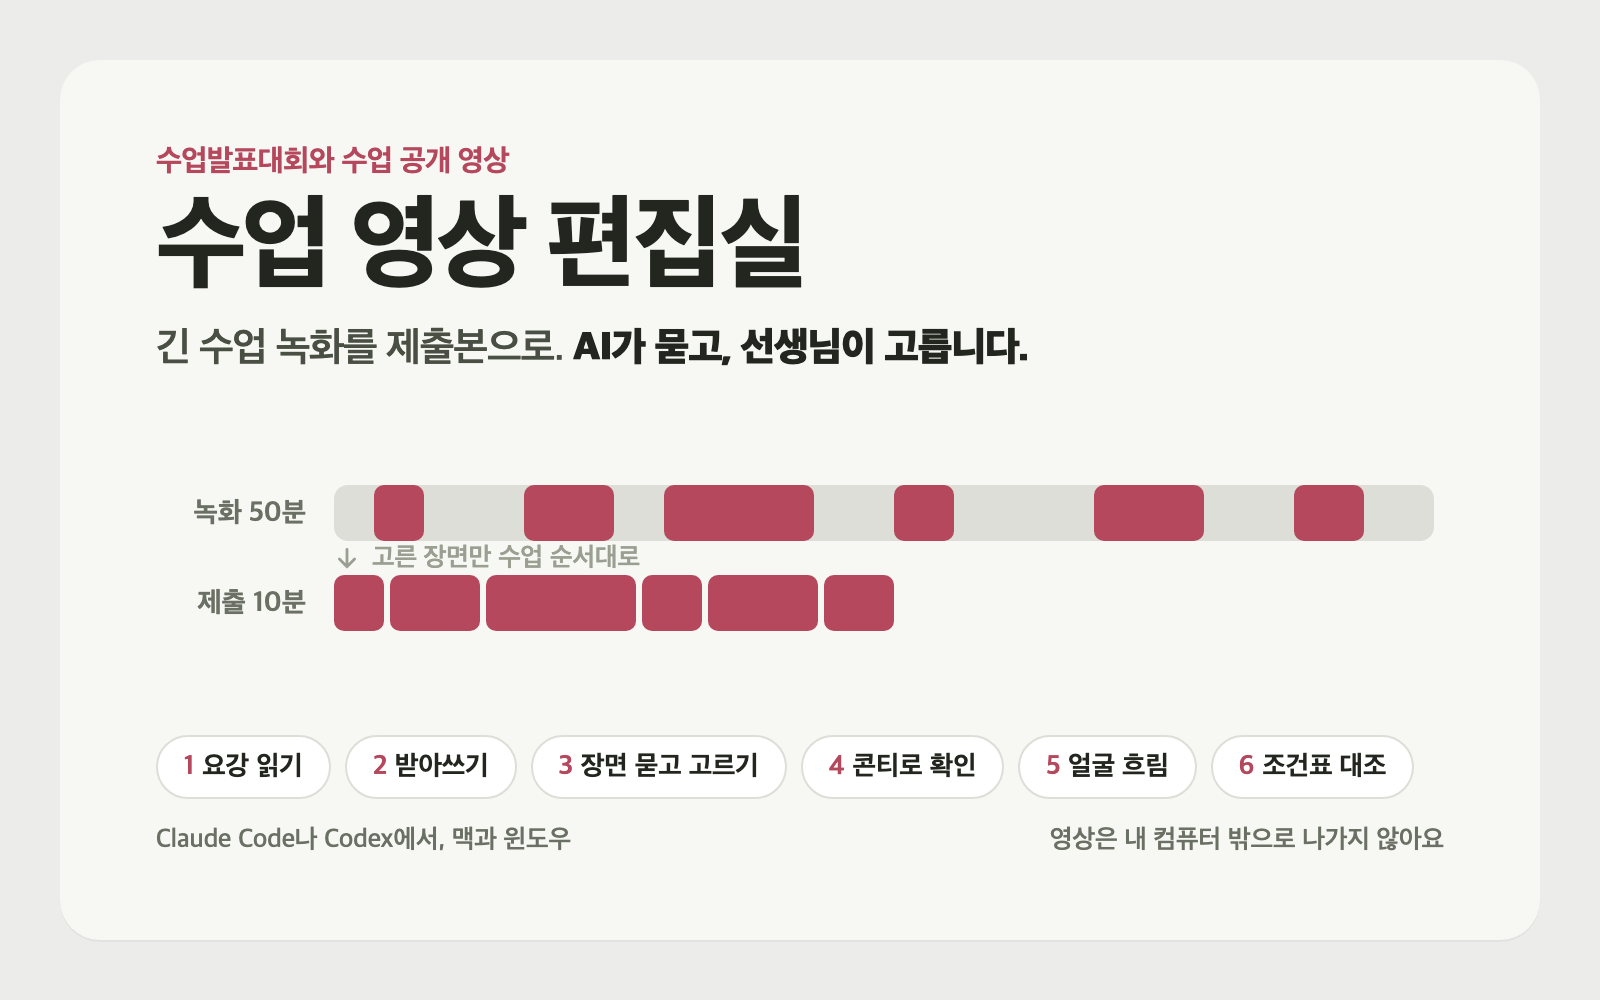 수업발표대회와 수업 공개 영상
수업 영상 편집실
긴 수업 녹화를 제출본으로. AI가 묻고, 선생님이 고릅니다.
녹화 50분
↓ 고른 장면만 수업 순서대로
제출 10분
1 요강 읽기
2 받아쓰기
3 장면 묻고 고르기
4 콘티로 확인
5 얼굴 흐림
6 조건표 대조
Claude Code나 Codex에서, 맥과 윈도우
영상은 내 컴퓨터 밖으로 나가지 않아요